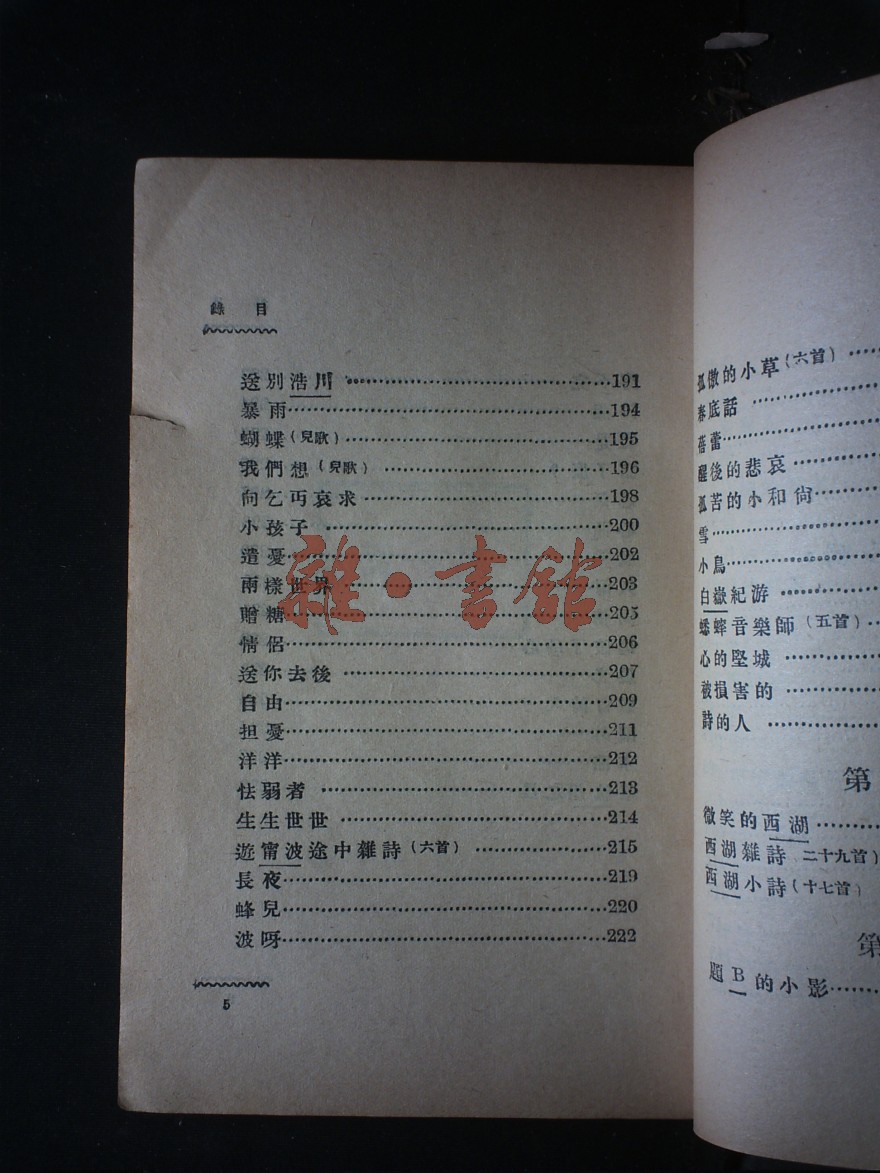 錄 目
送別浩川 …………………………191
暴雨…………………………194
蝴蝶(兒歌)…………………………195
我們想(兒歌) …………………………196
向乞丐哀求…………………………198
小孩子 …………………………200
遣憂…………………………202
兩樣世界…………………………203
贈糖…………………………205
情侶…………………………206
送你去後…………………………207
自由…………………………209
担憂…………………………211
洋洋…………………………212
怯弱者 …………………………213
生生世世…………………………214
遊甯波途中雜詩(六首)…………………………215
長夜…………………………219
蜂兒…………………………220
波呀…………………………222
5
孤傲的小草(六首)……
春底話 ……
蓓蕾……
醒後的悲哀……
孤苦的小和尙……
雪……
小鳥……
白嶽紀游 ……
蟋蟀音樂師(五首)……
心的堅城 ……
被損害的 ……
詩的人 ……
第
微笑的西湖……
西湖雜詩 二十九首)
西湖小詩(十七首)
第
題B的小影……
雜·書館